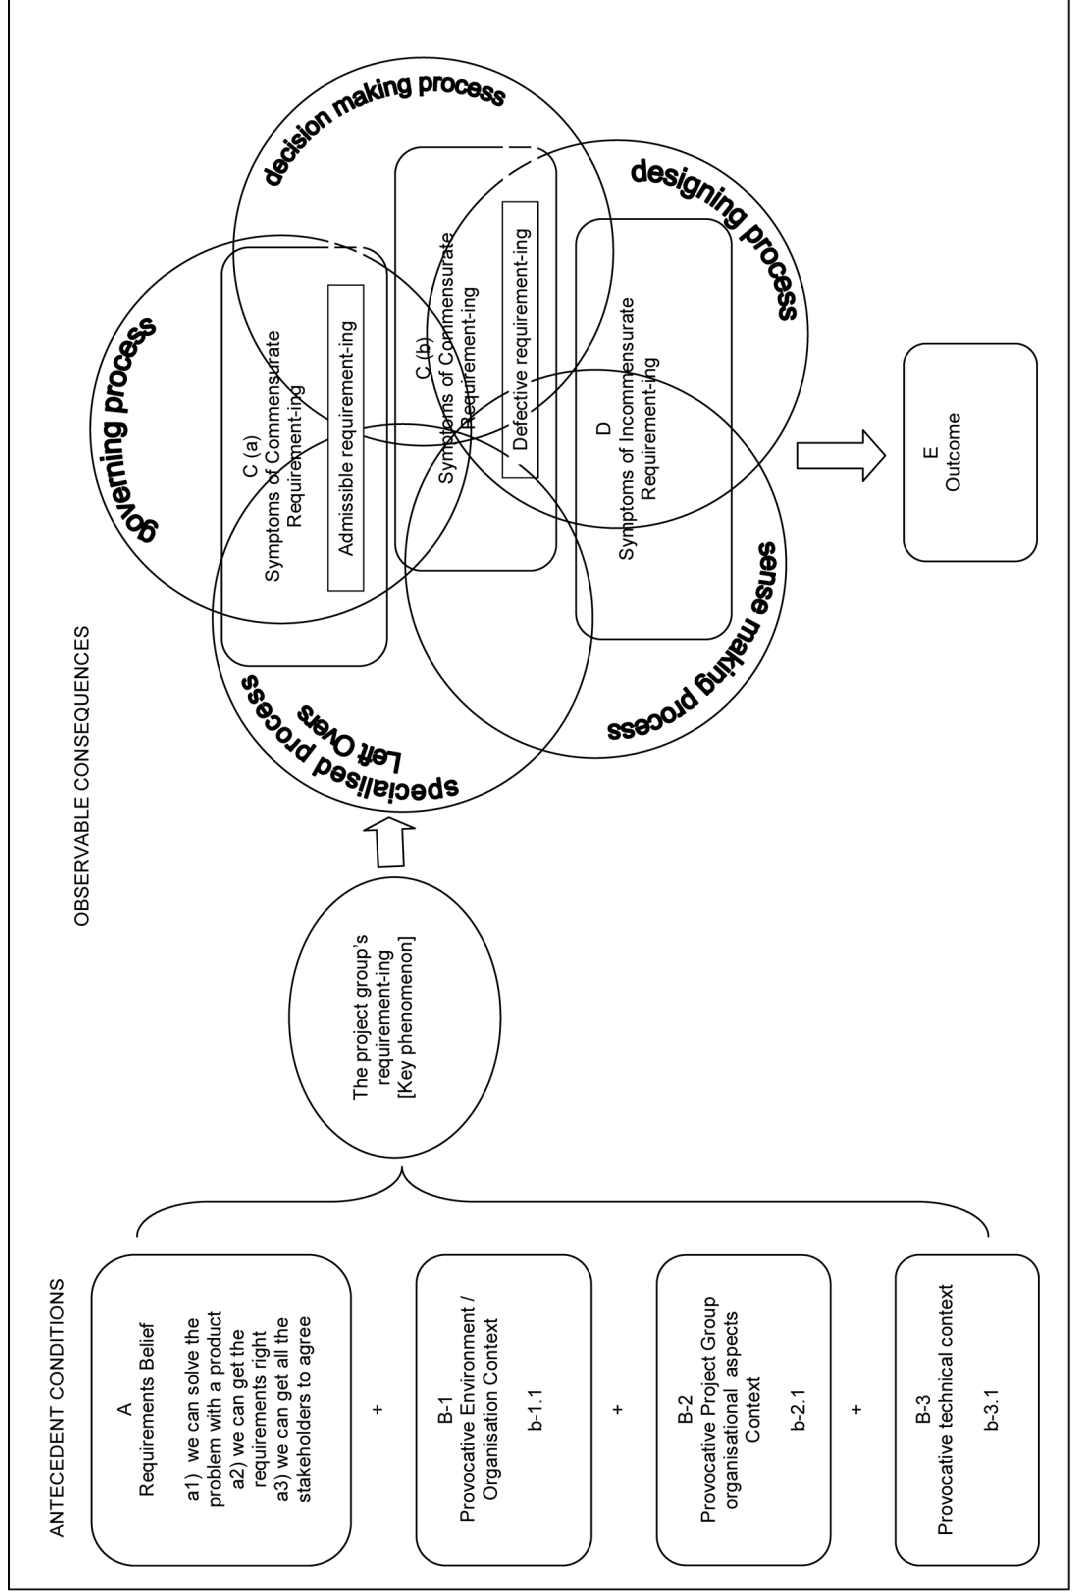 ANTECEDENT CONDITIONS
A
Requirements Belief
a1) we can solve the
problem with a product
a2) we can get the
requirements right
a3) we can get all the
stakeholders to agree
+
B-1
Provocative Environment /
Organisation Context
b-1.1
+
B-2
Provocative Project Group
organisational aspects
Context
b-2.1
+
B-3
Provocative technical context
b-3.1
The project group's
requirement-ing
[Key phenomenon]
OBSERVABLE CONSEQUENCES
governing process
decision making process
designing process
sense making process
specialised process
Left Overs
C (a)
Symptoms of Commensurate
Requirement-ing
Admissible requirement-ing
C (b)
Symptoms of Commensurate
Requirement-ing
Defective requirement-ing
D
Symptoms of Incommensurate
Requirement-ing
E
Outcome